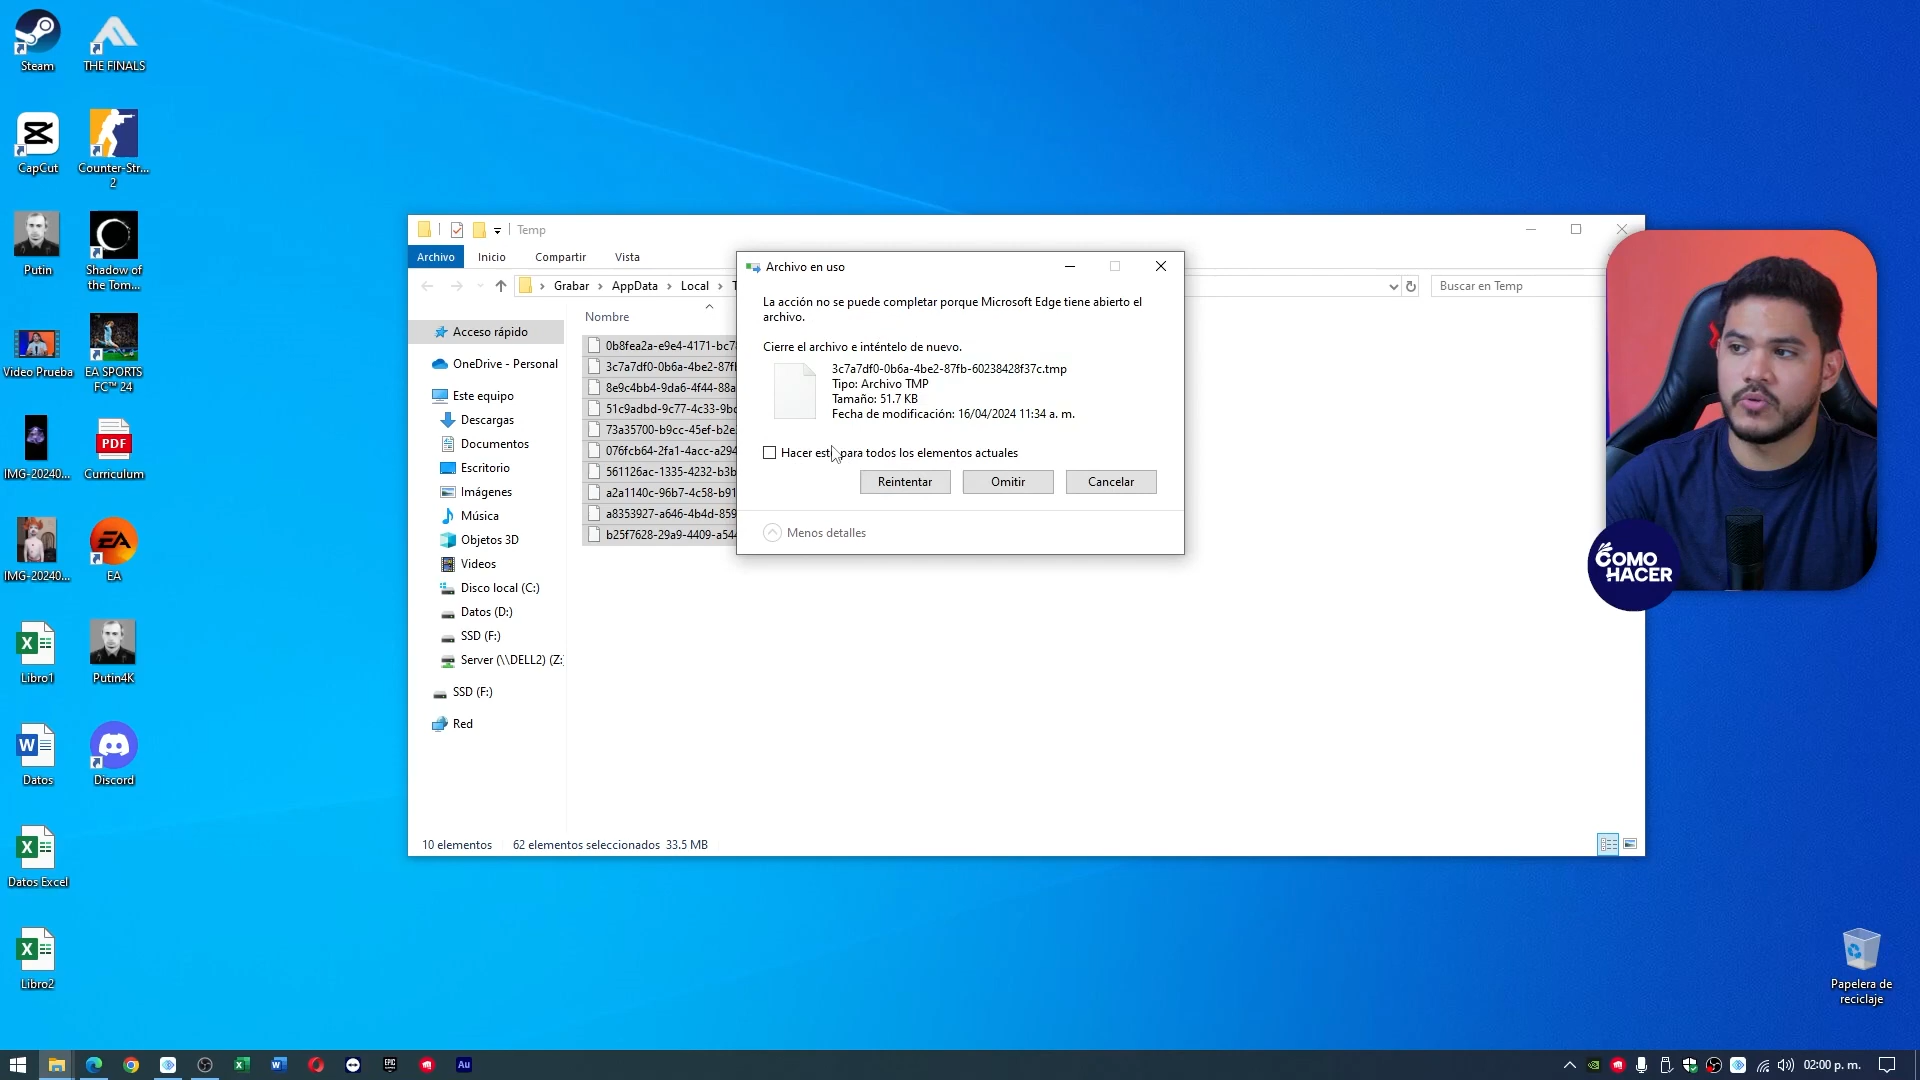 Steam
THE FINALS
CapCut
Counter-Str...
2
Putin
Shadow of
the Tom...
Video Prueba
EA SPORTS
FC™ 24
IMG-20240...
PDF
Curriculum
IMG-20240...
EA
EA
Libro1
Putin4K
Datos
Discord
Datos Excel
Libro2
Papelera de
reciclaje
Temp
Archivo
Inicio
Compartir
Vista
Grabar
AppData
Local
Buscar en Temp
Acceso rápido
OneDrive - Personal
Este equipo
Descargas
Documentos
Escritorio
Imágenes
Música
Objetos 3D
Videos
Disco local (C:)
Datos (D:)
SSD (F:)
Server (\\DELL2) (Z:
SSD (F:)
Red
Nombre
0b8fea2a-e9e4-4171-bc7
3c7a7df0-0b6a-4be2-87f
8e9c4bb4-9da6-4f44-88a
51c9adbd-9c77-4c33-9b
73a35700-b9cc-45ef-b2e
076fcb64-2fa1-4acc-a294
561126ac-1335-4232-b3b
a2a1140c-96b7-4c58-b91
a8353927-a646-4b4d-859
b25f7628-29a9-4409-a54
10 elementos
62 elementos seleccionados 33.5 MB
Archivo en uso
La acción no se puede completar porque Microsoft Edge tiene abierto el
archivo.
Cierre el archivo e inténtelo de nuevo.
3c7a7df0-0b6a-4be2-87fb-60238428f37c.tmp
Tipo: Archivo TMP
Tamaño: 51.7 KB
Fecha de modificación: 16/04/2024 11:34 a. m.
Hacer esto para todos los elementos actuales
Reintentar
Omitir
Cancelar
Menos detalles
COMO
HACER
Au
02:00 p. m.